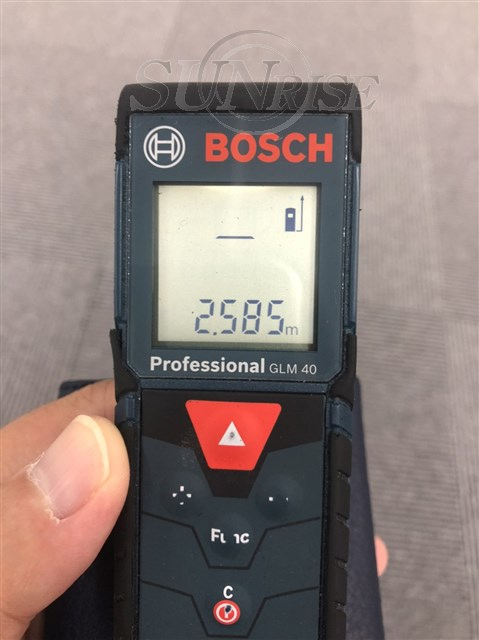 SUNRISE
BOSCH
2.585m
Professional GLM 40
Func
C